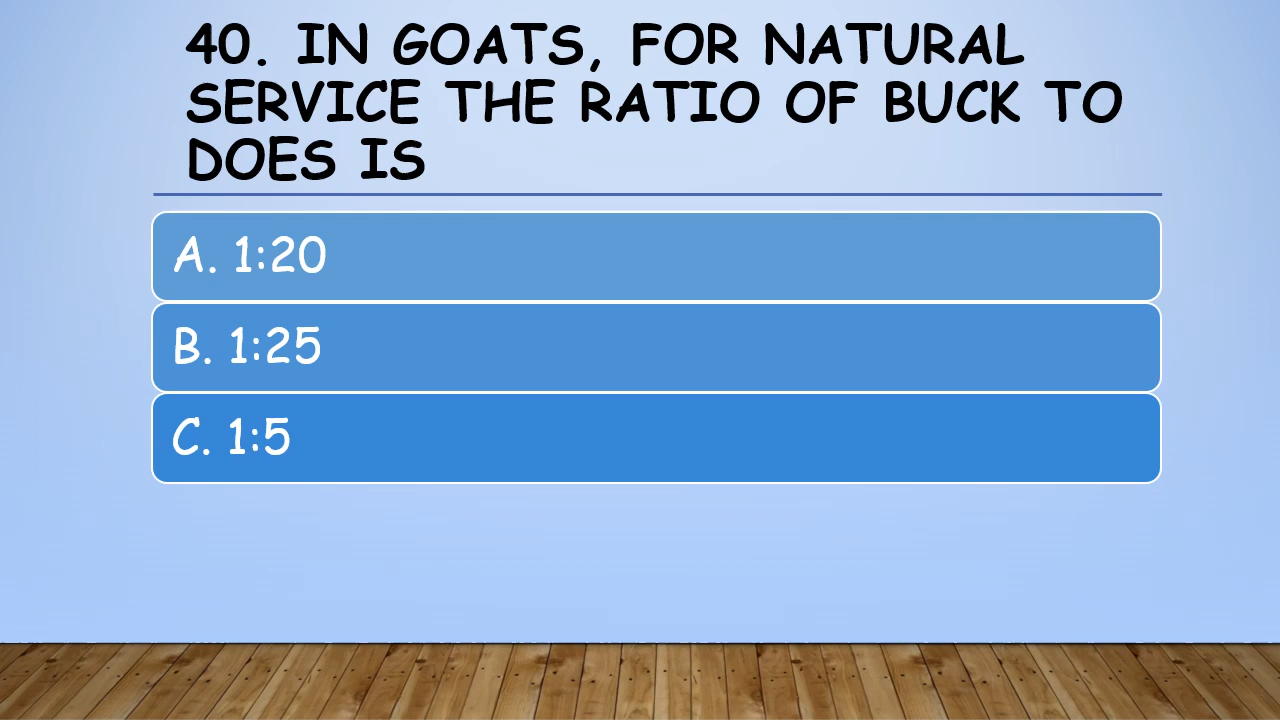 40. IN GOATS, FOR NATURAL
SERVICE THE RATIO OF BUCK TO
DOES IS
A. 1:20
B. 1:25
C. 1:5